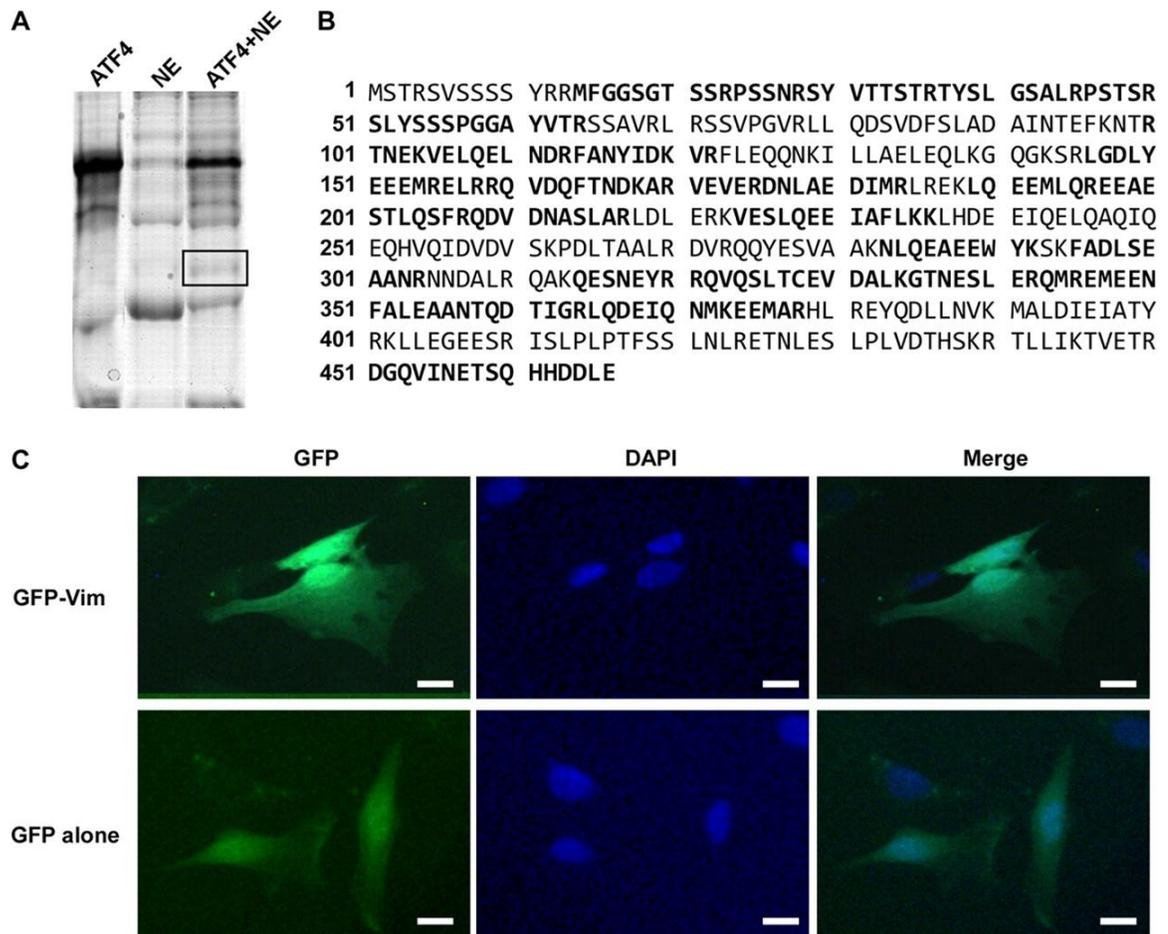 A
B
ATF4
NE
ATF4+NE
1 MSTRSVSSSS YRRMFGGSGT SSRPSSNRSY VTTSTRTYSL GSALRPSTSR
51 SLYSSSPGGA YVTRSSAVRL RSSVPGVRLL QDSVDFSLAD AINTEFKNTR
101 TNEKVELQEL NDRFANYIDK VRFLEQQNKI LLAELEQLKG QGKSRLGDLY
151 EEEMRELRRQ VDQFTNDKAR VEVERDNLAE DIMRLREKLQ EEMLQREEAE
201 STLQSFRQDV DNASLARLDL ERKVESLQEE IAFLKKLHDE EIQELQAQIQ
251 EQHVQIDVDV SKPDLTAALR DVRQQYESVA AKNLQEAEEW YKSKFADLSE
301 AANRNNDALR QAKQESNEYR RQVQSLTCEV DALKGTNESL ERQMREMEEN
351 FALEAANTQD TIGRLQDEIQ NMKEEMARHL REYQDLLNVK MALDIEIATY
401 RKLLEGEESR ISLPLPTFSS LNLRETNLES LPLVDTHSKR TLLIKTVETR
451 DGQVINETSQ HHDDLE
C
GFP DAPI Merge
GFP-Vim
GFP alone